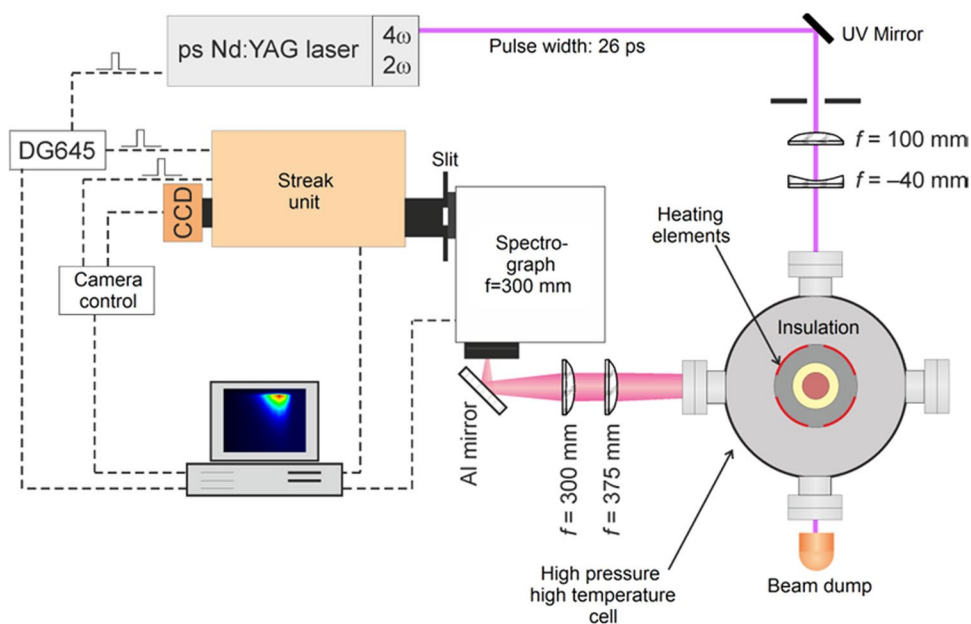 ps Nd:YAG laser
4ω
2ω
Pulse width: 26 ps
UV Mirror
DG645
f = 100 mm
f = –40 mm
Streak
unit
Slit
CCD
Spectro-
graph
f=300 mm
Heating
elements
Camera
control
Insulation
Al mirror
f = 300 mm
f = 375 mm
High pressure
high temperature
cell
Beam dump